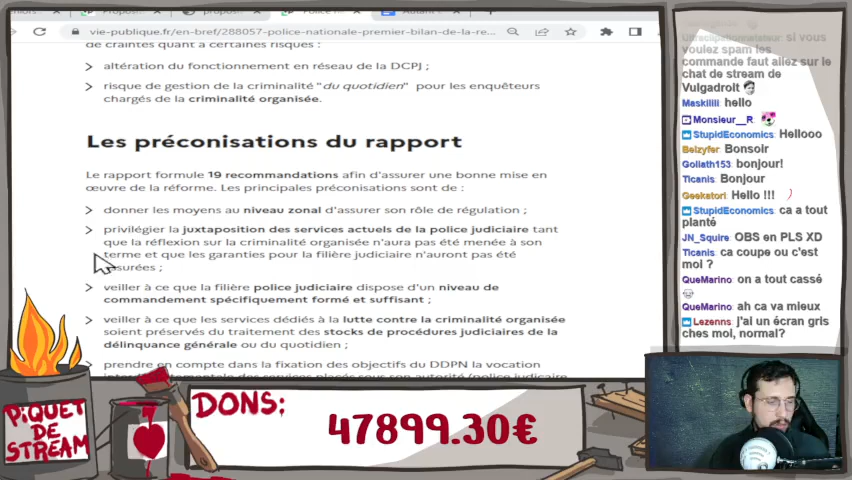 vie-publique.fr/en-bref/288057-police-nationale-premier-bilan-de-la-re...
de craintes quant à certaines risques :
altération du fonctionnement en réseau de la DCPJ ;
risque de gestion de la criminalité "du quotidien" pour les enquêteurs
chargés de la criminalité organisée.
Les préconisations du rapport
Le rapport formule 19 recommandations afin d'assurer une bonne mise en
œuvre de la réforme. Les principales préconisations sont de :
donner les moyens au niveau zonal d'assurer son rôle de régulation ;
privilégier la juxtaposition des services actuels de la police judiciaire tant
que la réflexion sur la criminalité organisée n'aura pas été menée à son
terme et que les garanties pour la filière judiciaire n'auront pas été
assurées ;
veiller à ce que la filière police judiciaire dispose d'un niveau de
commandement spécifiquement formé et suffisant ;
veiller à ce que les services dédiés à la lutte contre la criminalité organisée
soient préservés du traitement des stocks de procédures judiciaires de la
délinquance générale ou du quotidien ;
prendre en compte dans la fixation des objectifs du DDPN la vocation
si vous
voulez spam les
commande faut allez sur le
chat de stream de
Vulgadroit
Maskilili hello
Monsieur__R:
StupidEconomics: Hellooo
Belzyfer: Bonsoir
Goliath153 bonjour!
Ticanis: Bonjour
Geekatori: Hello !!!
StupidEconomics: ca a tout
planté
JN_Squire: OBS en PLS XD
Ticanis: ca coupe ou c'est
moi ?
QueMarino: on a tout cassé
QueMarino: ah ca va mieux
Lezenns: j'ai un écran gris
ches moi, normal?
PIQUET
DE
STREAM
DONS:
47899.30€